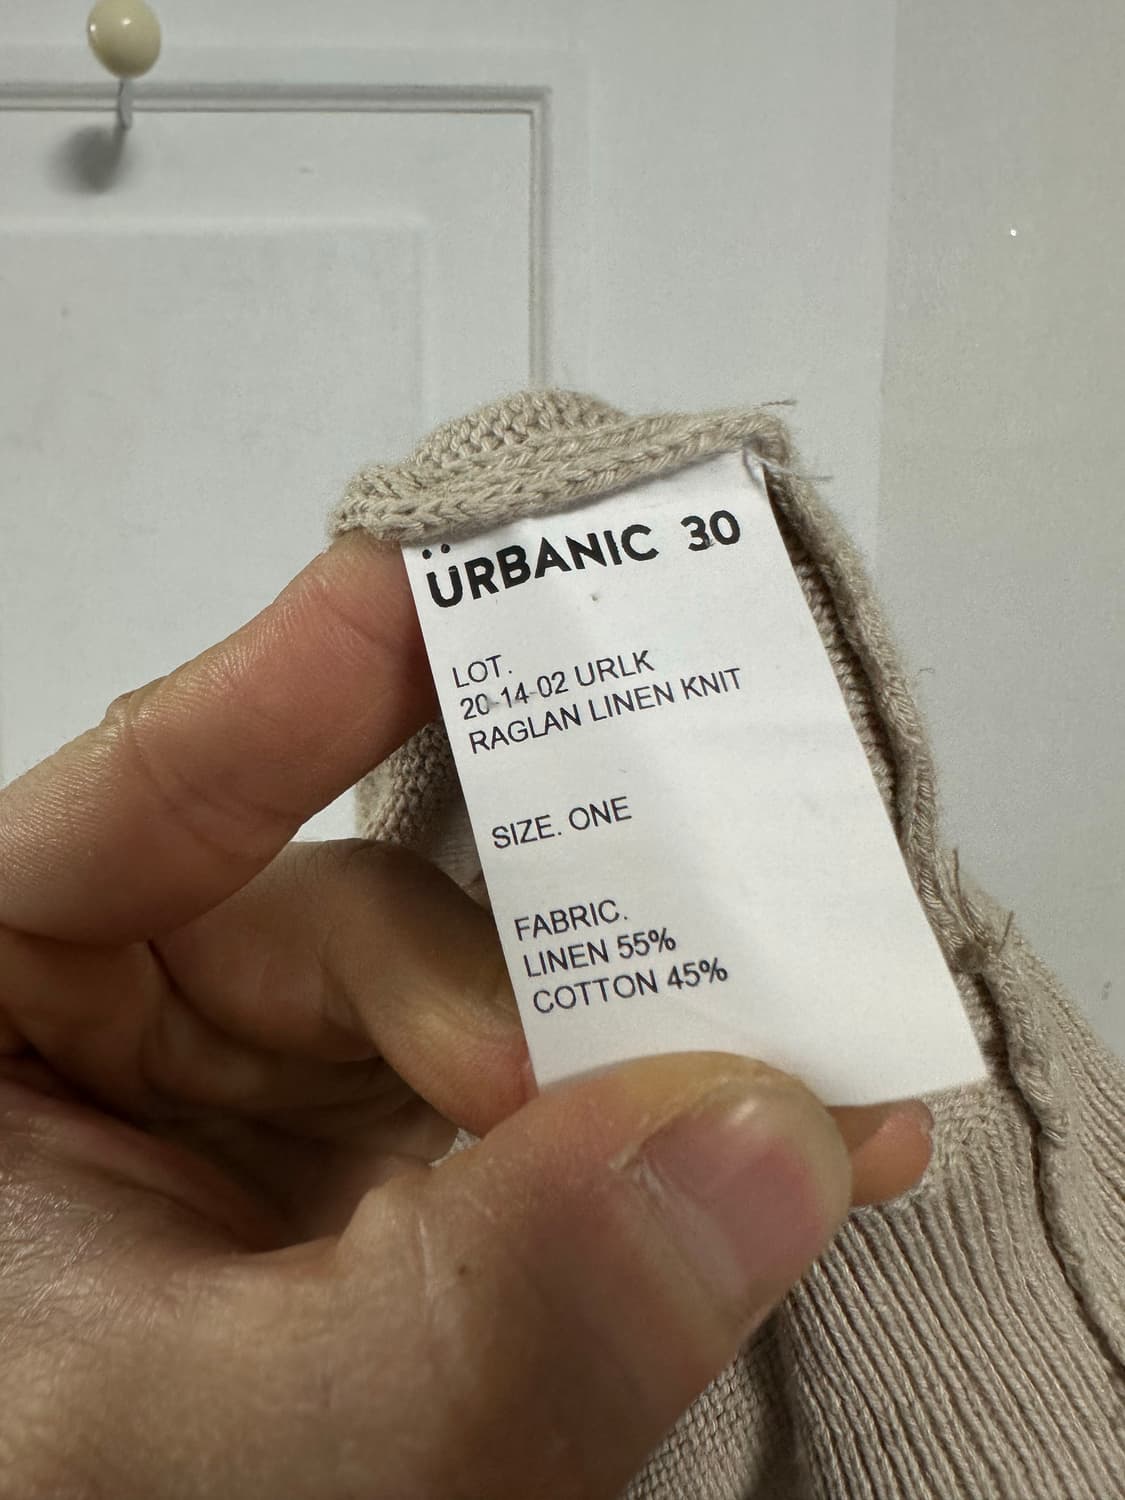 ÜRBANIC 30
LOT.
20-14-02 URLK
RAGLAN LINEN KNIT
SIZE. ONE
FABRIC.
LINEN 55%
COTTON 45%